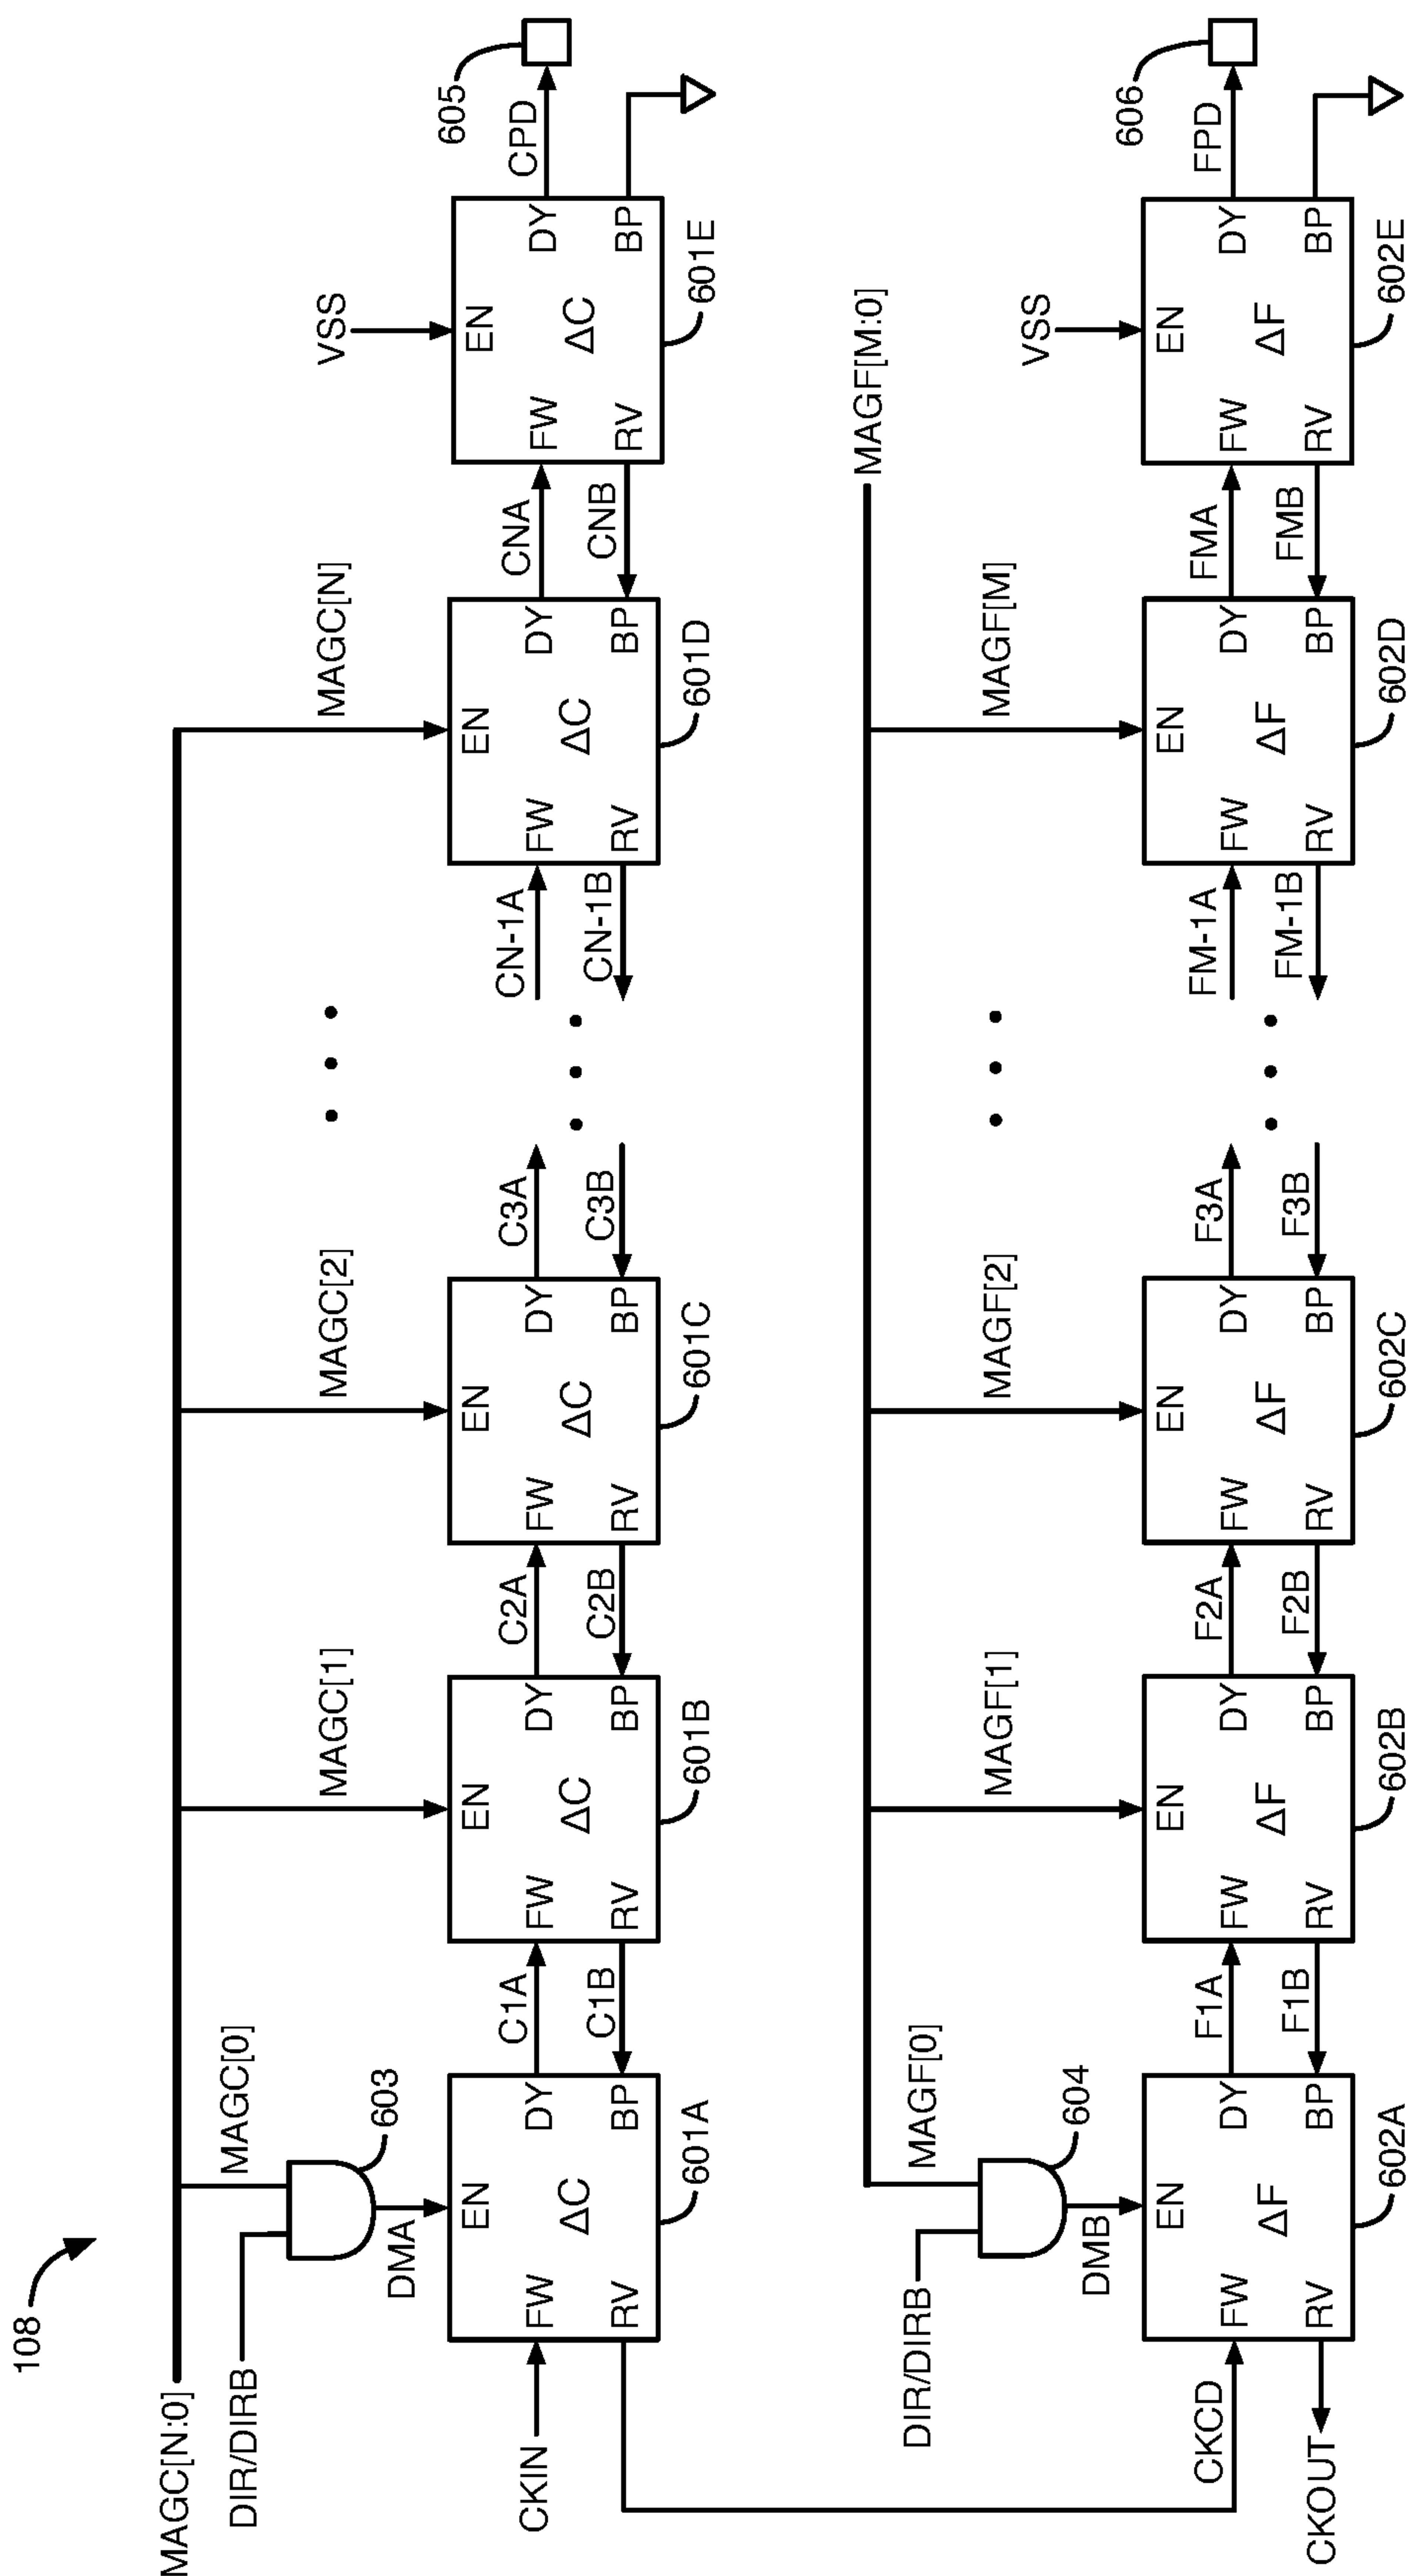 108
MAGC[N:0]
DIR/DIRB
MAGC[0]
MAGC[1]
MAGC[2]
MAGC[N]
VSS
603
DMA
CKIN
EN
FW
DY
ΔC
RV
BP
601A
C1A
C1B
EN
FW
DY
ΔC
RV
BP
601B
C2A
C2B
EN
FW
DY
ΔC
RV
BP
601C
C3A
C3B
CN-1A
CN-1B
EN
FW
DY
ΔC
RV
BP
601D
CNA
CNB
EN
FW
DY
ΔC
RV
BP
601E
CPD
605
MAGF[M:0]
DIR/DIRB
MAGF[0]
MAGF[1]
MAGF[2]
MAGF[M]
VSS
604
DMB
CKCD
CKOUT
EN
FW
DY
ΔF
RV
BP
602A
F1A
F1B
EN
FW
DY
ΔF
RV
BP
602B
F2A
F2B
EN
FW
DY
ΔF
RV
BP
602C
F3A
F3B
FM-1A
FM-1B
EN
FW
DY
ΔF
RV
BP
602D
FMA
FMB
EN
FW
DY
ΔF
RV
BP
602E
FPD
606